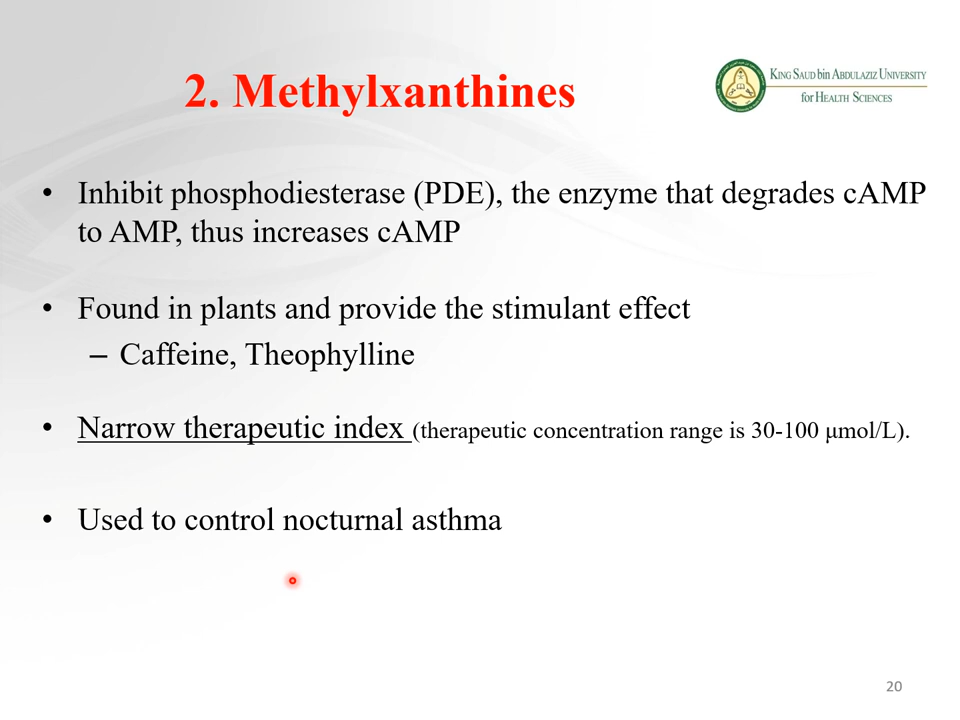 2. Methylxanthines
KING SAUD bin ABDULAZIZ UNIVERSITY
for HEALTH SCIENCES
• Inhibit phosphodiesterase (PDE), the enzyme that degrades cAMP
to AMP, thus increases cAMP
• Found in plants and provide the stimulant effect
– Caffeine, Theophylline
• Narrow therapeutic index (therapeutic concentration range is 30-100 μmol/L).
• Used to control nocturnal asthma
20